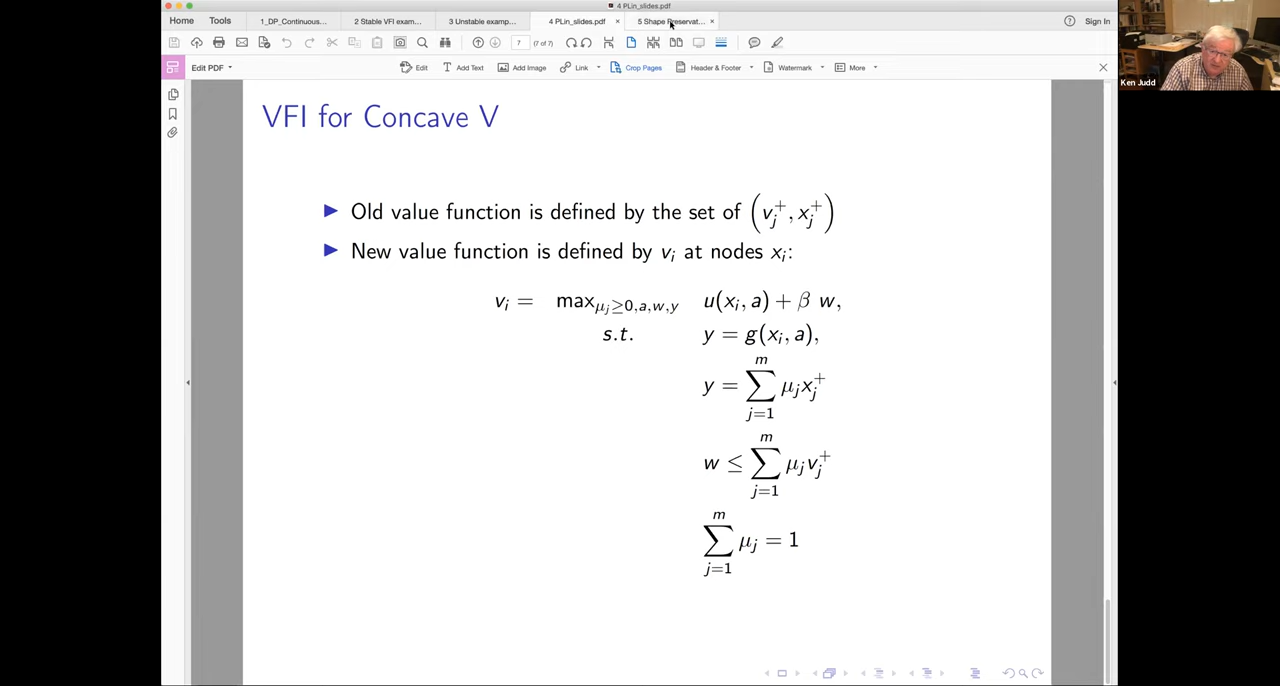 4 PLin_slides.pdf
Home Tools 1_DP_Continuous... 2 Stable VFI exam... 3 Unstable examp... 4 PLin_slides.pdf × 5 Shape Preservat... × Sign In
7 (7 of 7)
Edit PDF Edit Add Text Add Image Link Crop Pages Header & Footer Watermark More
Ken Judd
VFI for Concave V
Old value function is defined by the set of (v_j^+, x_j^+)
New value function is defined by v_i at nodes x_i:
v_i = max_{μ_j≥0,a,w,y} u(x_i, a) + β w,
s.t. y = g(x_i, a),
y = ∑_{j=1}^{m} μ_j x_j^+
w ≤ ∑_{j=1}^{m} μ_j v_j^+
∑_{j=1}^{m} μ_j = 1